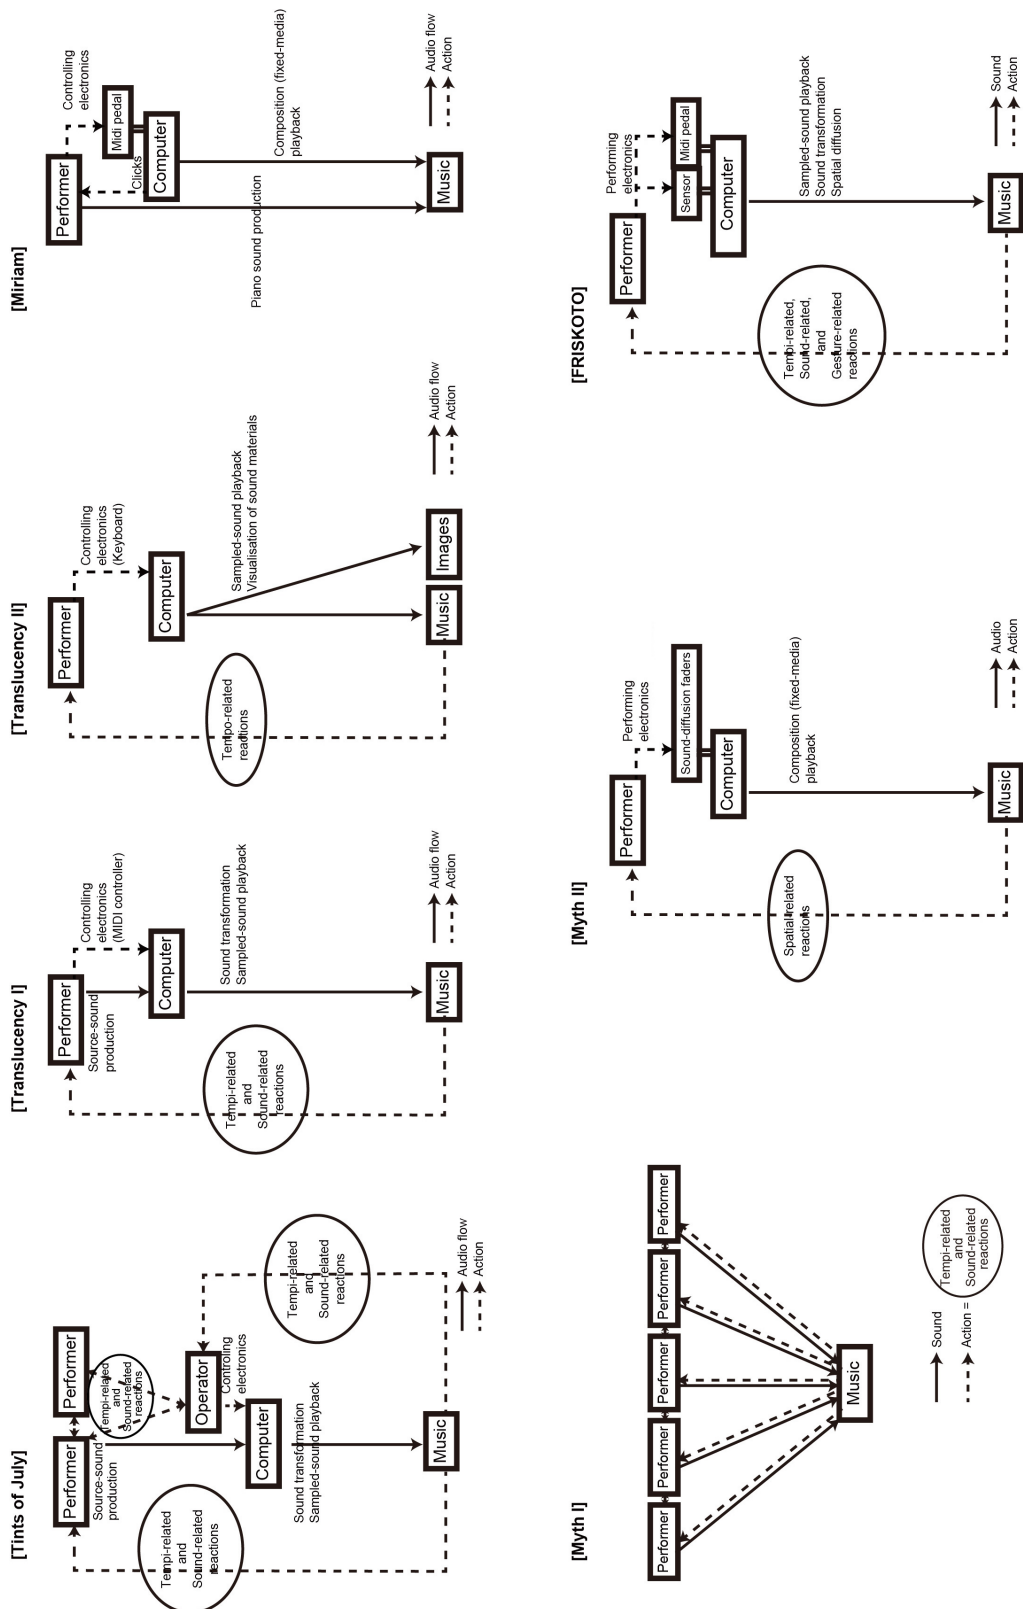 [Tints of July]
Performer
Performer
Source-sound
production
Tempi-related
and
Sound-related
reactions
Operator
Controling
electronics
Computer
Sound transformation
Sampled-sound playback
Tempi-related
and
Sound-related
reactions
Tempi-related
and
Sound-related
reactions
Music
Audio flow
Action
[Translucency I]
Performer
Source-sound
production
Controlling
electronics
(MIDI controller)
Computer
Tempi-related
and
Sound-related
reactions
Sound transformation
Sampled-sound playback
Music
Audio flow
Action
[Translucency II]
Performer
Controlling
electronics
(Keyboard)
Computer
Tempo-related
reactions
Sampled-sound playback
Visualisation of sound materials
Music
Images
Audio flow
Action
[Miriam]
Performer
Controlling
electronics
Midi pedal
Clicks
Computer
Piano sound production
Composition (fixed-media)
playback
Music
Audio flow
Action
[Myth I]
Performer
Performer
Performer
Performer
Performer
Music
Sound
Action =
Tempi-related
and
Sound-related
reactions
[Myth II]
Performer
Performing
electronics
Sound-diffusion faders
Computer
Spatial-related
reactions
Composition (fixed-media)
playback
Music
Audio
Action
[FRISKOTO]
Performer
Performing
electronics
Sensor
Midi pedal
Computer
Tempi-related,
Sound-related,
and
Gesture-related
reactions
Sampled-sound playback
Sound transformation
Spatial diffusion
Music
Sound
Action